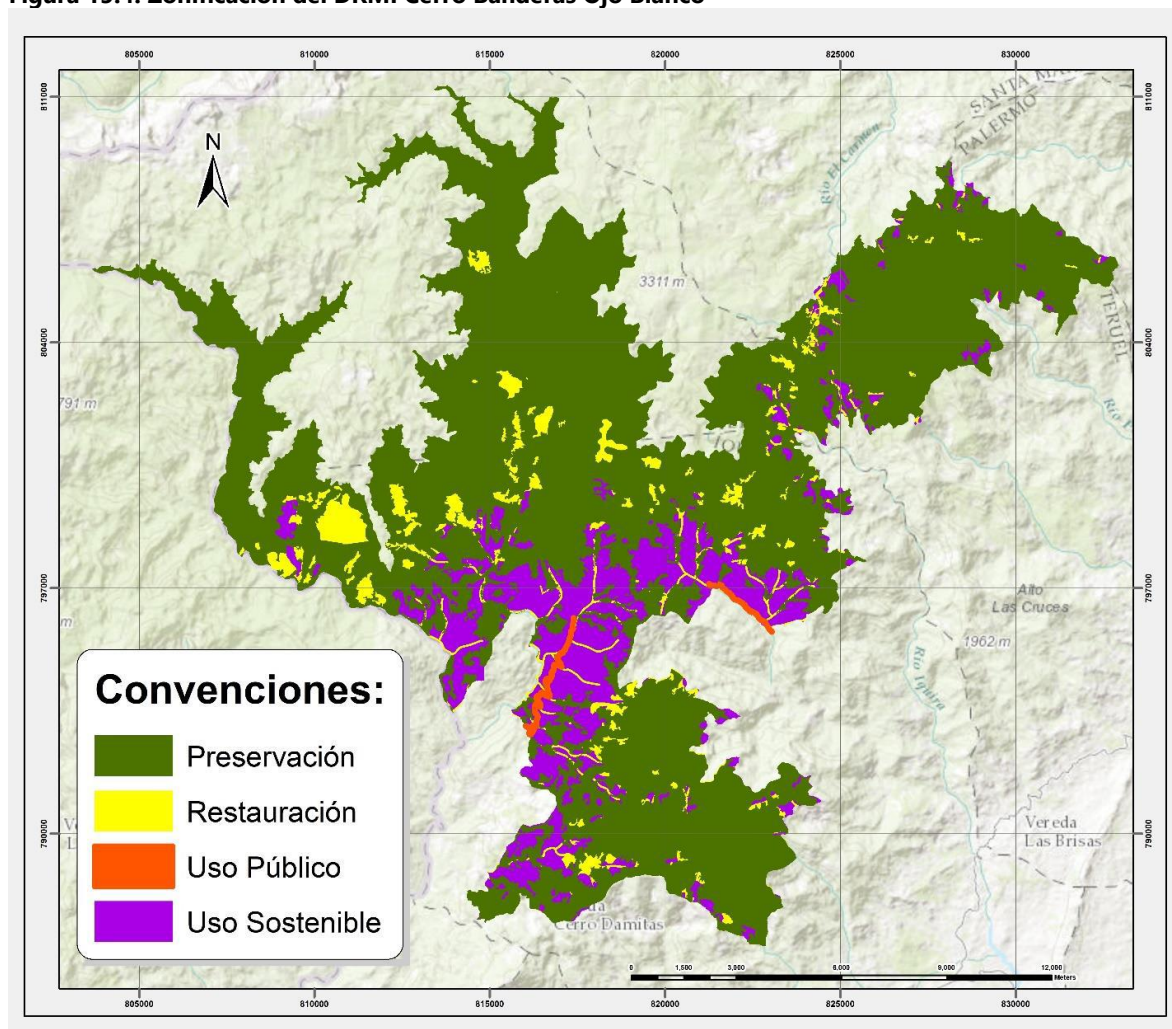 Figura 15.4. Zonificación del DRMI Cerro Banderas Ojo Blanco
805000 810000 815000 820000 825000 830000
811000 811000
SANTA MAR
PALERMO
Río El Carmen
N
3311 m
TERUEL
804000 804000
791 m
Río P
797000 797000
Alto
Las Cruces
1962 m
Río Iquira
Convenciones:
Preservación
Restauración
Uso Público
Uso Sostenible
790000 790000
Vereda
Las Brisas
Cerro Damitas
0 1,500 3,000 6,000 9,000 12,000
Meters
805000 810000 815000 820000 825000 830000